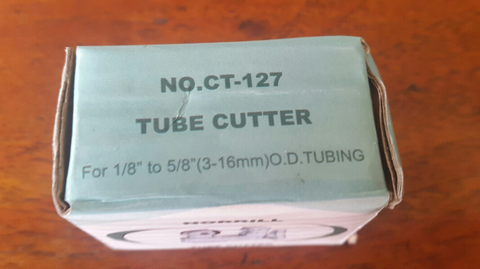 NO.CT-127
TUBE CUTTER
For 1/8" to 5/8"(3-16mm)O.D.TUBING